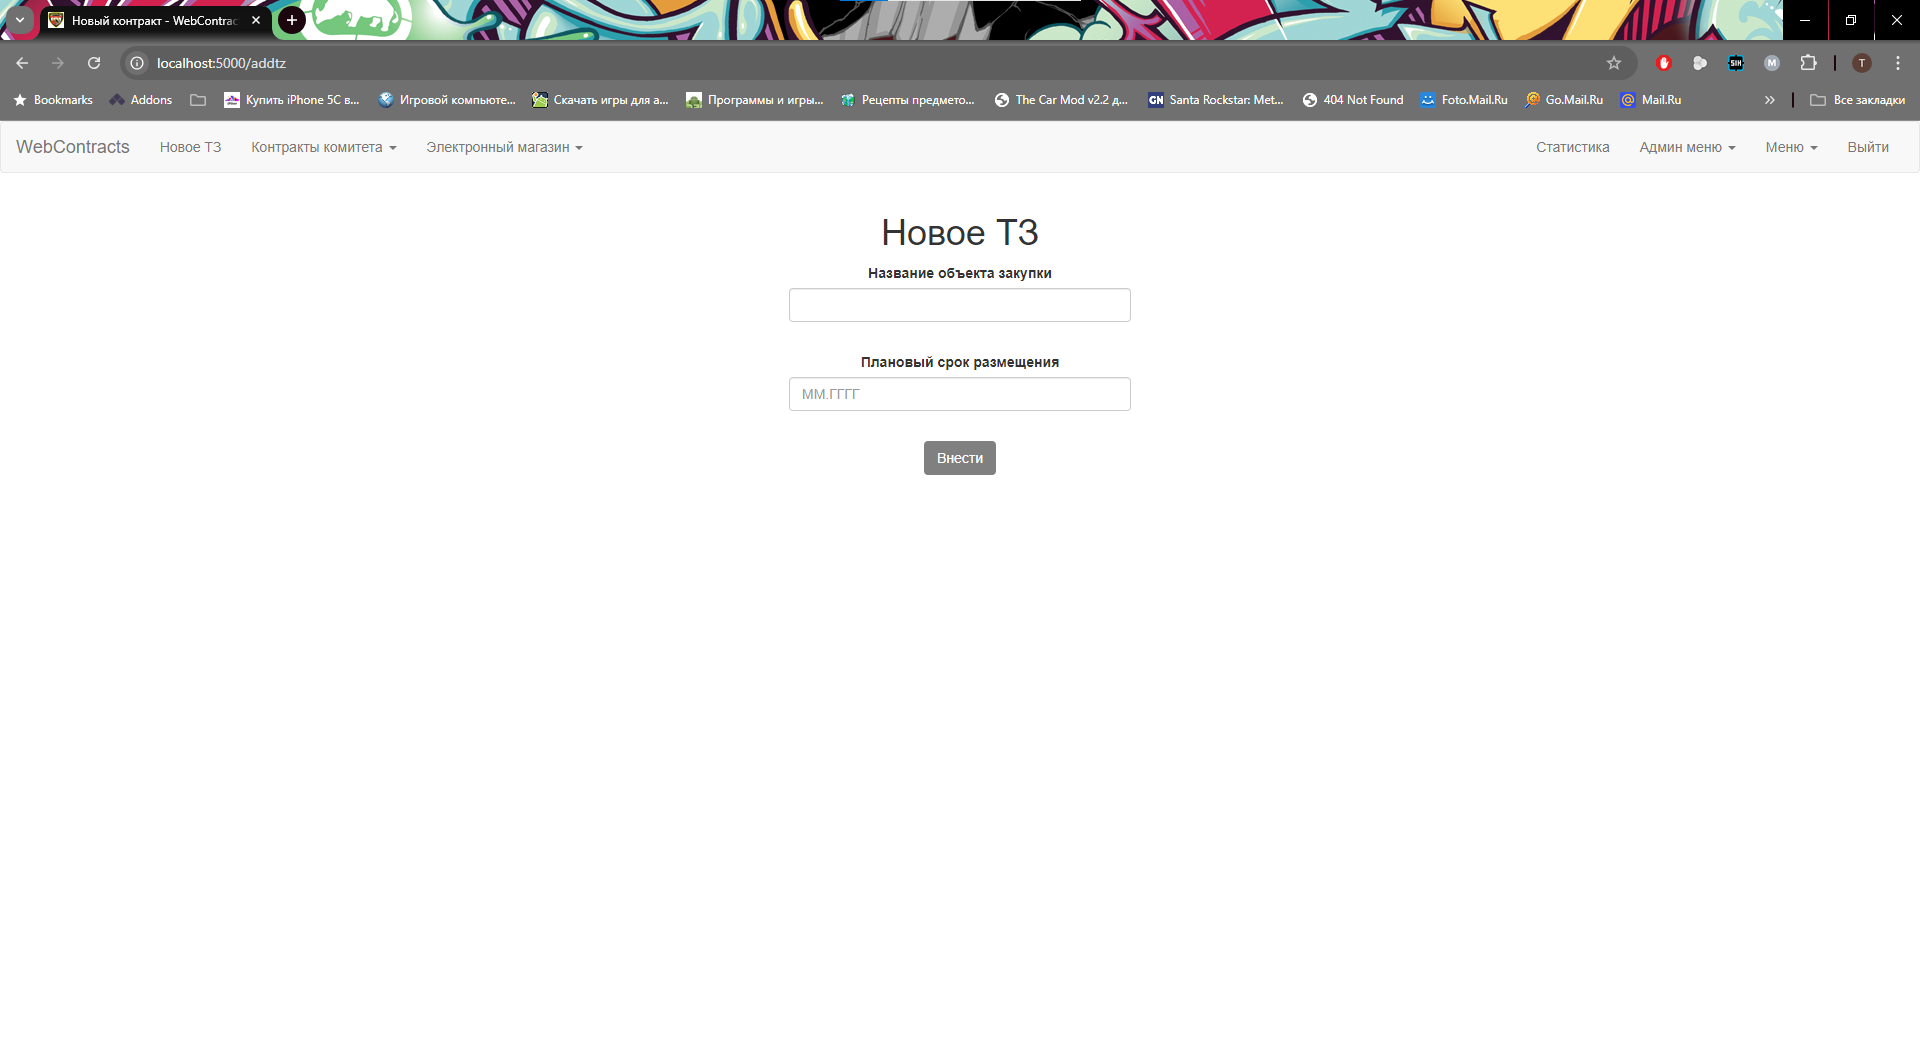 Новый контракт - WebContrac
localhost:5000/addtz
Bookmarks Addons Купить iPhone 5C в... Игровой компьюте... Скачать игры для а... Программы и игры... Рецепты предмето... The Car Mod v2.2 д... GN Santa Rockstar: Met... 404 Not Found Foto.Mail.Ru Go.Mail.Ru Mail.Ru Все закладки
WebContracts Новое ТЗ Контракты комитета Электронный магазин Статистика Админ меню Меню Выйти
Новое ТЗ
Название объекта закупки
Плановый срок размещения
ММ.ГГГГ
Внести